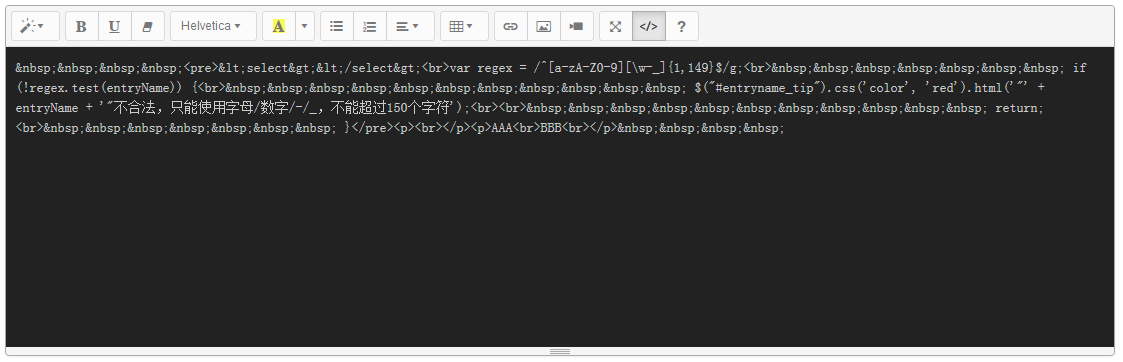 B U Helvetica A </> ?
&nbsp;&nbsp;&nbsp;&nbsp;<pre>&lt;select&gt;&lt;/select&gt;<br>var regex = /^[a-zA-Z0-9][\w-_]{1,149}$/g;<br>&nbsp;&nbsp;&nbsp;&nbsp;&nbsp;&nbsp;&nbsp; if
(!regex.test(entryName)) {<br>&nbsp;&nbsp;&nbsp;&nbsp;&nbsp;&nbsp;&nbsp;&nbsp;&nbsp;&nbsp;&nbsp; $("#entryname_tip").css('color', 'red').html('"' +
entryName + '"不合法，只能使用字母/数字/-/_，不能超过150个字符');<br><br>&nbsp;&nbsp;&nbsp;&nbsp;&nbsp;&nbsp;&nbsp;&nbsp;&nbsp;&nbsp;&nbsp; return;
<br>&nbsp;&nbsp;&nbsp;&nbsp;&nbsp;&nbsp;&nbsp; }</pre><p><br></p><p>AAA<br>BBB<br></p>&nbsp;&nbsp;&nbsp;&nbsp;